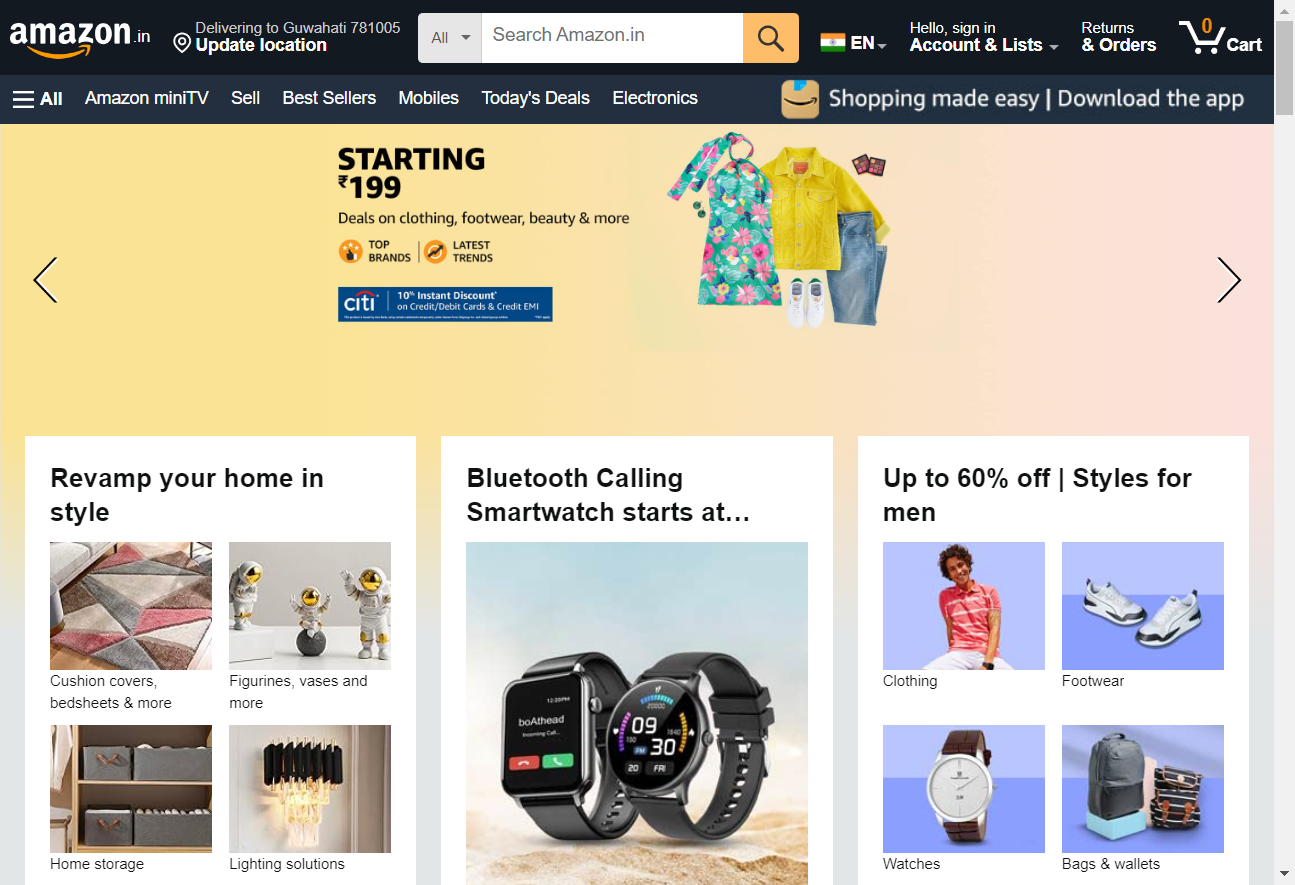 amazon.in
Delivering to Guwahati 781005
Update location
All
Search Amazon.in
EN
Hello, sign in
Account & Lists
Returns
& Orders
0
Cart
All
Amazon miniTV
Sell
Best Sellers
Mobiles
Today's Deals
Electronics
Shopping made easy | Download the app
STARTING
₹199
Deals on clothing, footwear, beauty & more
TOP
BRANDS
LATEST
TRENDS
citi
10% Instant Discount*
on Credit/Debit Cards & Credit EMI
Revamp your home in
style
Cushion covers,
bedsheets & more
Figurines, vases and
more
Home storage
Lighting solutions
Bluetooth Calling
Smartwatch starts at…
12:20PM
boAthead
Incoming Call...
20000
09
100
1640
PM
30
20
FRI
Up to 60% off | Styles for
men
Clothing
Footwear
Watches
Bags & wallets